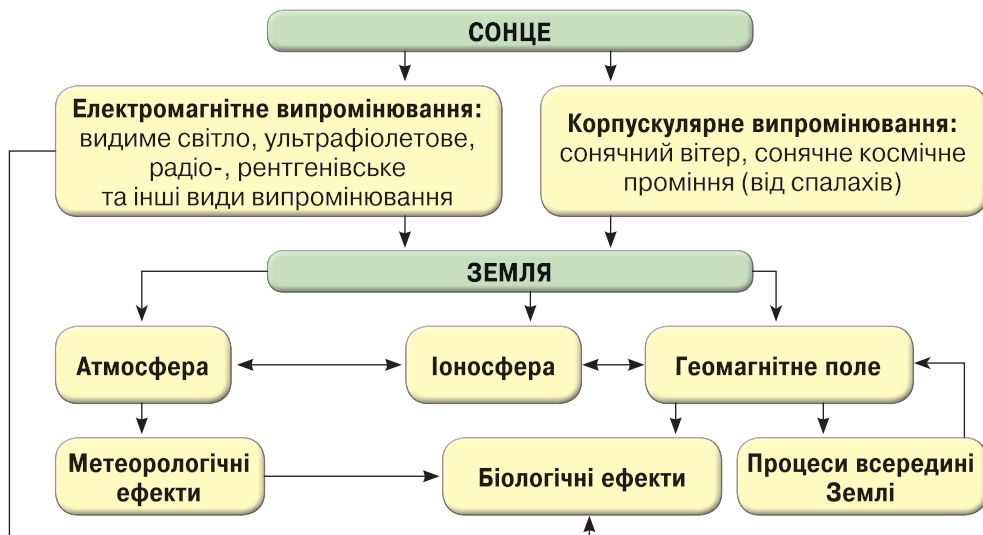 СОНЦЕ
Електромагнітне випромінювання:
видиме світло, ультрафіолетове,
радіо-, рентгенівське
та інші види випромінювання
Корпускулярне випромінювання:
сонячний вітер, сонячне космічне
проміння (від спалахів)
ЗЕМЛЯ
Атмосфера
Іоносфера
Геомагнітне поле
Метеорологічні
ефекти
Біологічні ефекти
Процеси всередині
Землі